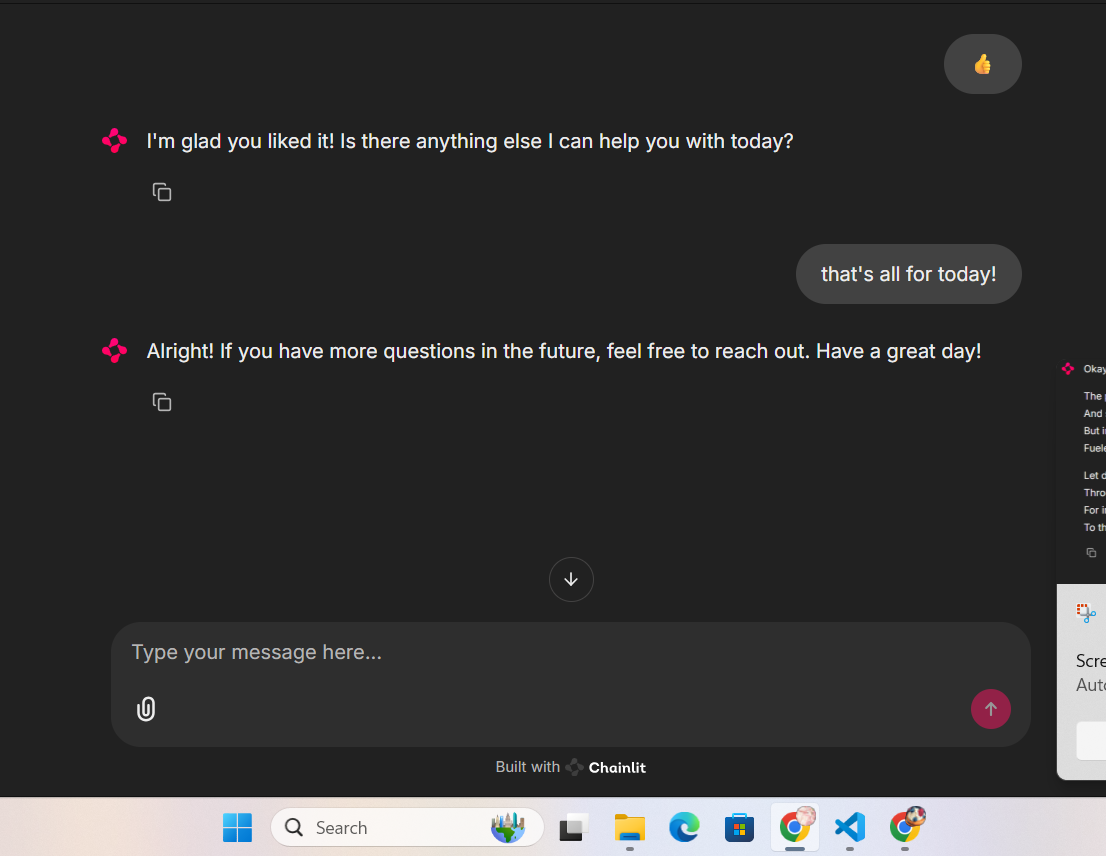 👍
I'm glad you liked it! Is there anything else I can help you with today?
that's all for today!
Alright! If you have more questions in the future, feel free to reach out. Have a great day!
Okay
The
And
But i
Fuele
Let d
Thro
For i
To th
Type your message here...
Scre
Auto
Built with Chainlit
Search